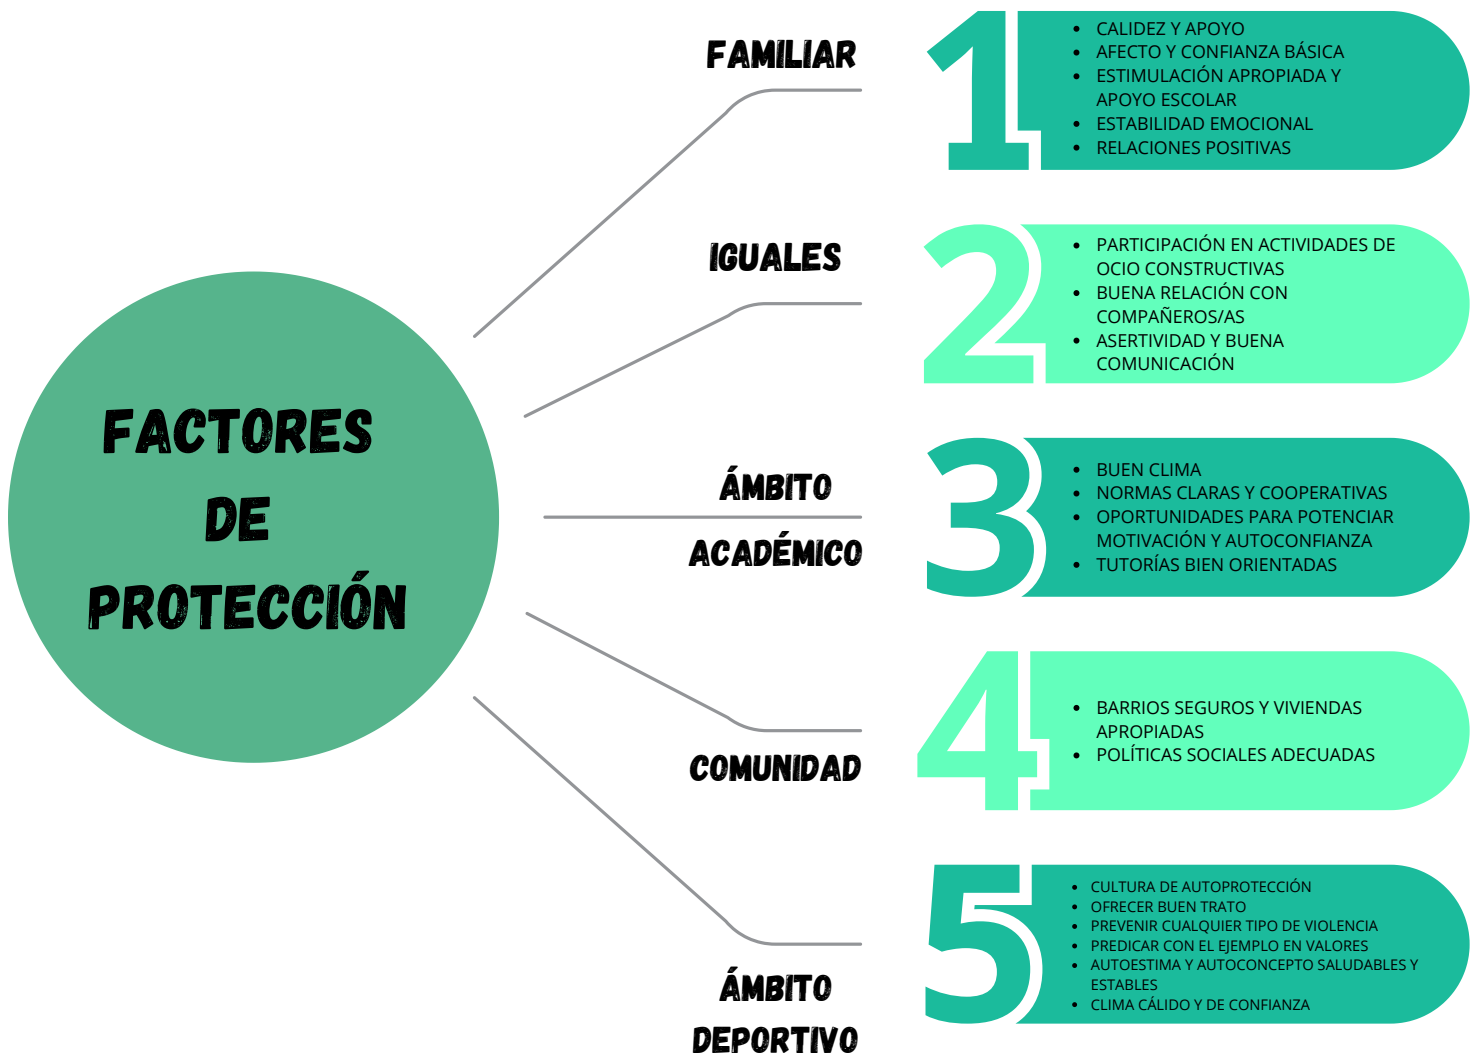 FACTORES
DE
PROTECCIÓN
FAMILIAR
1
• CALIDEZ Y APOYO
• AFECTO Y CONFIANZA BÁSICA
• ESTIMULACIÓN APROPIADA Y
APOYO ESCOLAR
• ESTABILIDAD EMOCIONAL
• RELACIONES POSITIVAS
IGUALES
2
• PARTICIPACIÓN EN ACTIVIDADES DE
OCIO CONSTRUCTIVAS
• BUENA RELACIÓN CON
COMPAÑEROS/AS
• ASERTIVIDAD Y BUENA
COMUNICACIÓN
ÁMBITO
ACADÉMICO
3
• BUEN CLIMA
• NORMAS CLARAS Y COOPERATIVAS
• OPORTUNIDADES PARA POTENCIAR
MOTIVACIÓN Y AUTOCONFIANZA
• TUTORÍAS BIEN ORIENTADAS
COMUNIDAD
4
• BARRIOS SEGUROS Y VIVIENDAS
APROPIADAS
• POLÍTICAS SOCIALES ADECUADAS
ÁMBITO
DEPORTIVO
5
• CULTURA DE AUTOPROTECCIÓN
• OFRECER BUEN TRATO
• PREVENIR CUALQUIER TIPO DE VIOLENCIA
• PREDICAR CON EL EJEMPLO EN VALORES
• AUTOESTIMA Y AUTOCONCEPTO SALUDABLES Y
ESTABLES
• CLIMA CÁLIDO Y DE CONFIANZA